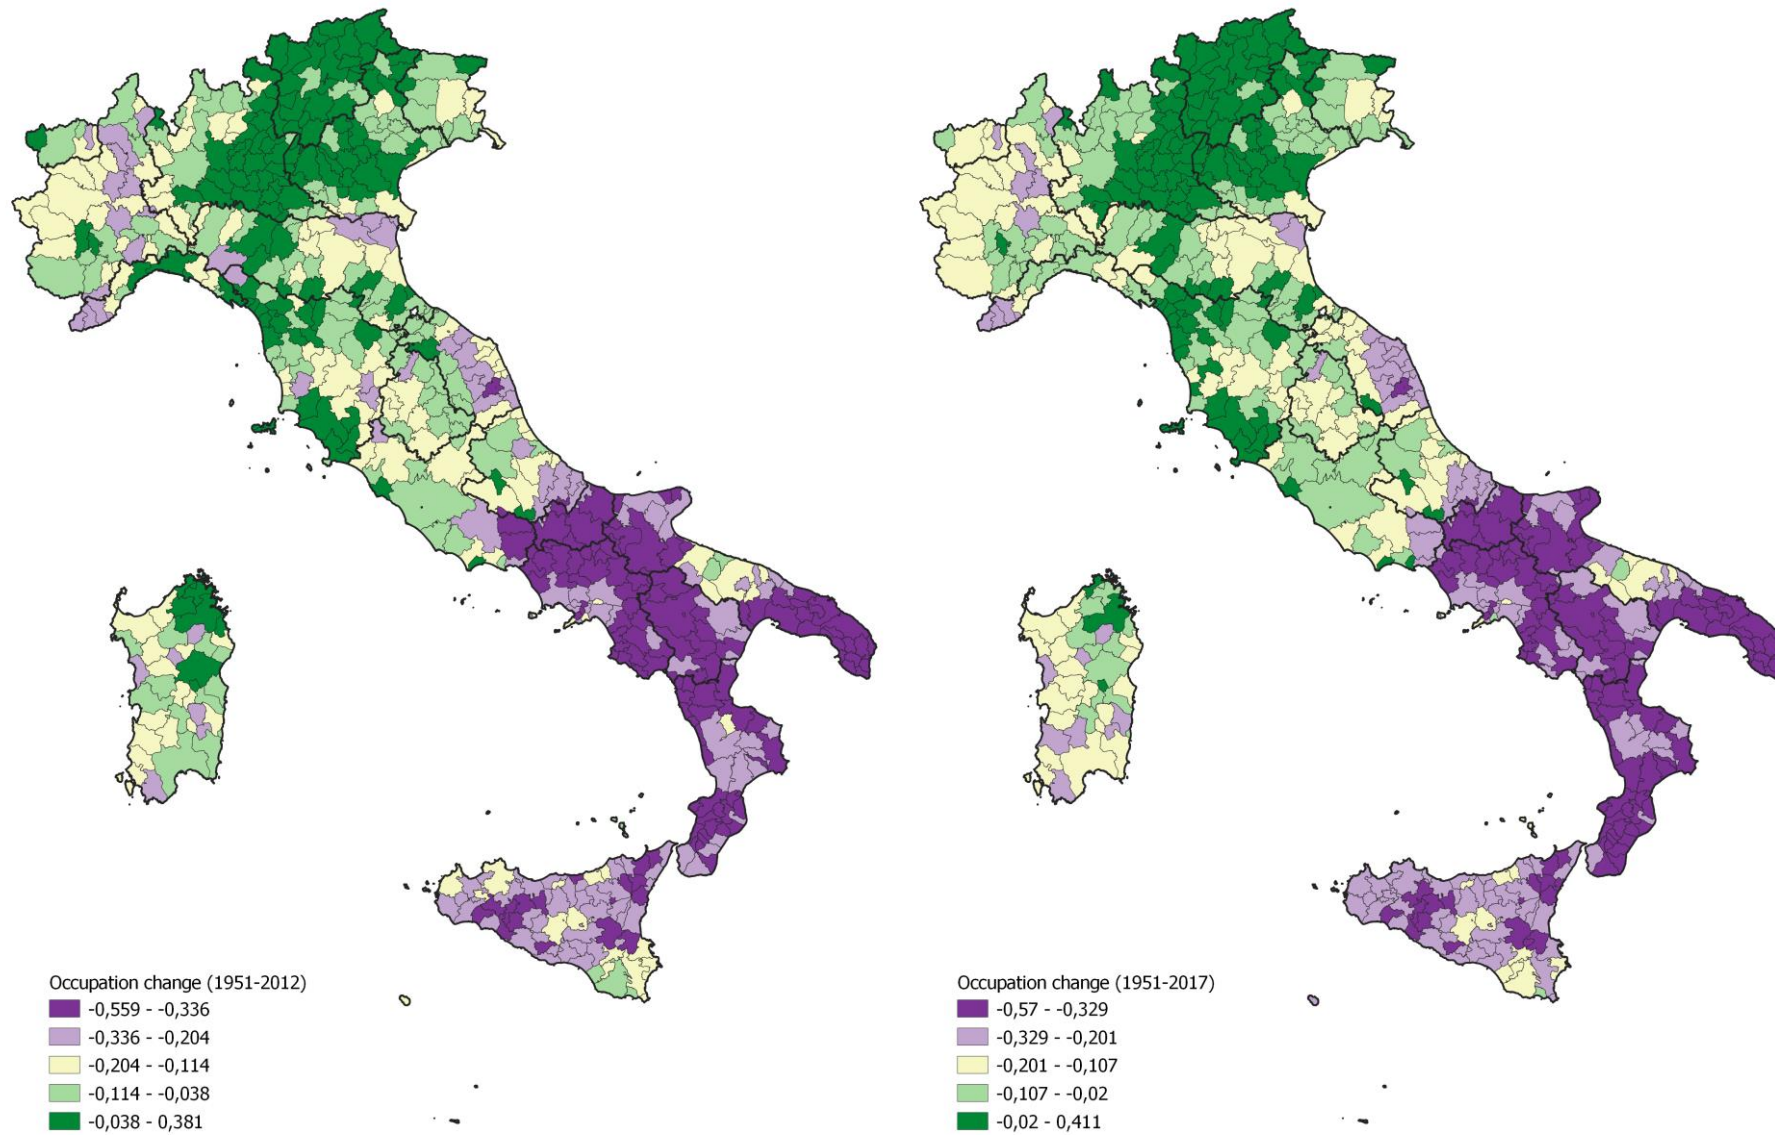 Occupation change (1951-2012)
-0,559 - -0,336
-0,336 - -0,204
-0,204 - -0,114
-0,114 - -0,038
-0,038 - 0,381
Occupation change (1951-2017)
-0,57 - -0,329
-0,329 - -0,201
-0,201 - -0,107
-0,107 - -0,02
-0,02 - 0,411